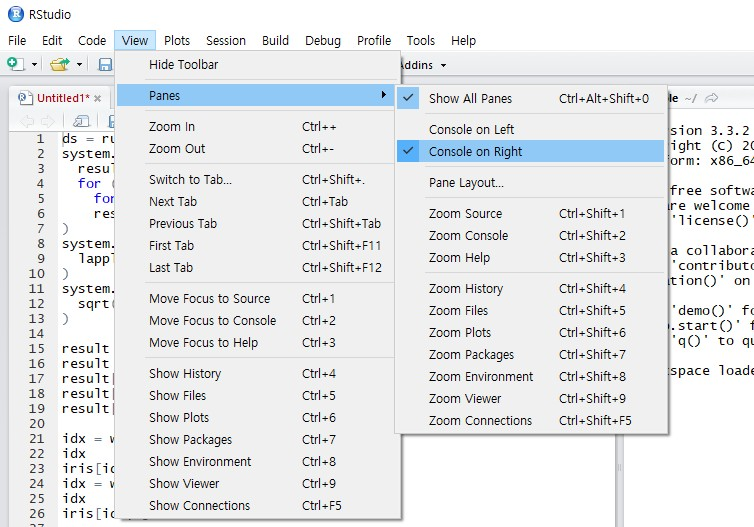 RStudio
File Edit Code View Plots Session Build Debug Profile Tools Help
Addins
Untitled1*
1 ds = ru
2 system.
3 resul
4 for (
5 for
6 res
7 )
8 system.
9 lappl
10 )
11 system.
12 sqrt(
13 )
14
15 result
16 result
17 result[
18 result[
19 result[
20
21 idx = w
22 idx
23 iris[id
24 idx = w
25 idx
26 iris[id
Hide Toolbar
Panes
Zoom In Ctrl++
Zoom Out Ctrl+-
Switch to Tab... Ctrl+Shift+.
Next Tab Ctrl+Tab
Previous Tab Ctrl+Shift+Tab
First Tab Ctrl+Shift+F11
Last Tab Ctrl+Shift+F12
Move Focus to Source Ctrl+1
Move Focus to Console Ctrl+2
Move Focus to Help Ctrl+3
Show History Ctrl+4
Show Files Ctrl+5
Show Plots Ctrl+6
Show Packages Ctrl+7
Show Environment Ctrl+8
Show Viewer Ctrl+9
Show Connections Ctrl+F5
Show All Panes Ctrl+Alt+Shift+0
Console on Left
Console on Right
Pane Layout...
Zoom Source Ctrl+Shift+1
Zoom Console Ctrl+Shift+2
Zoom Help Ctrl+Shift+3
Zoom History Ctrl+Shift+4
Zoom Files Ctrl+Shift+5
Zoom Plots Ctrl+Shift+6
Zoom Packages Ctrl+Shift+7
Zoom Environment Ctrl+Shift+8
Zoom Viewer Ctrl+Shift+9
Zoom Connections Ctrl+Shift+F5
le ~/
sion 3.3.2
ight (C) 20
form: x86_64
free softwa
are welcome
'license()'
a collabora
'contributo
ation()' on
'demo()' fo
p.start()' f
'q()' to qu
kspace loade